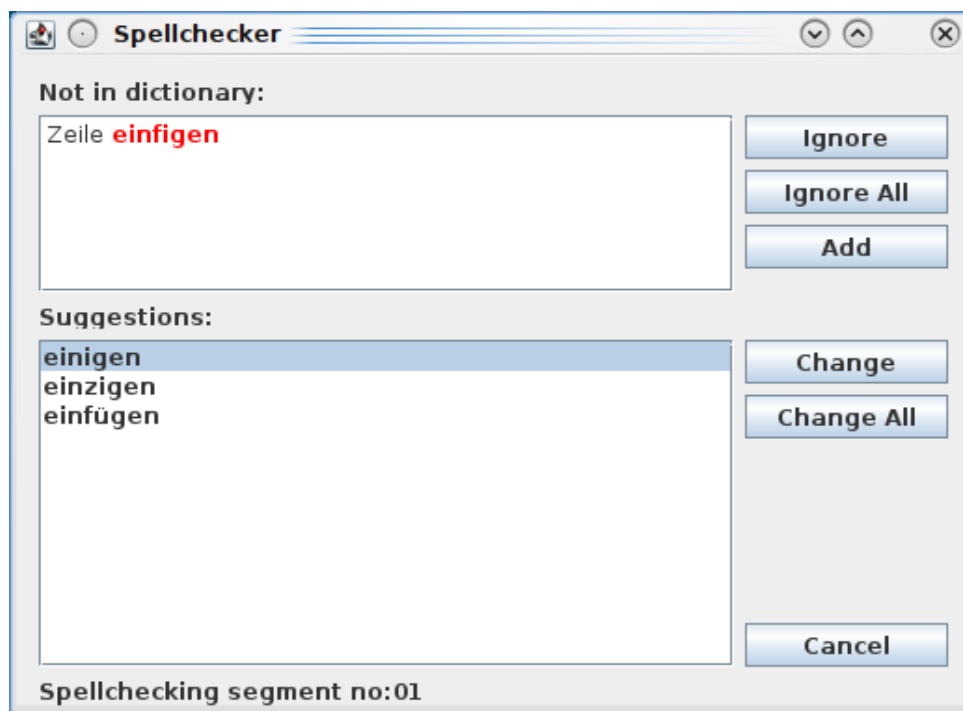 Spellchecker
Not in dictionary:
Zeile einfigen
Ignore
Ignore All
Add
Suggestions:
einigen
einzigen
einfügen
Change
Change All
Cancel
Spellchecking segment no:01